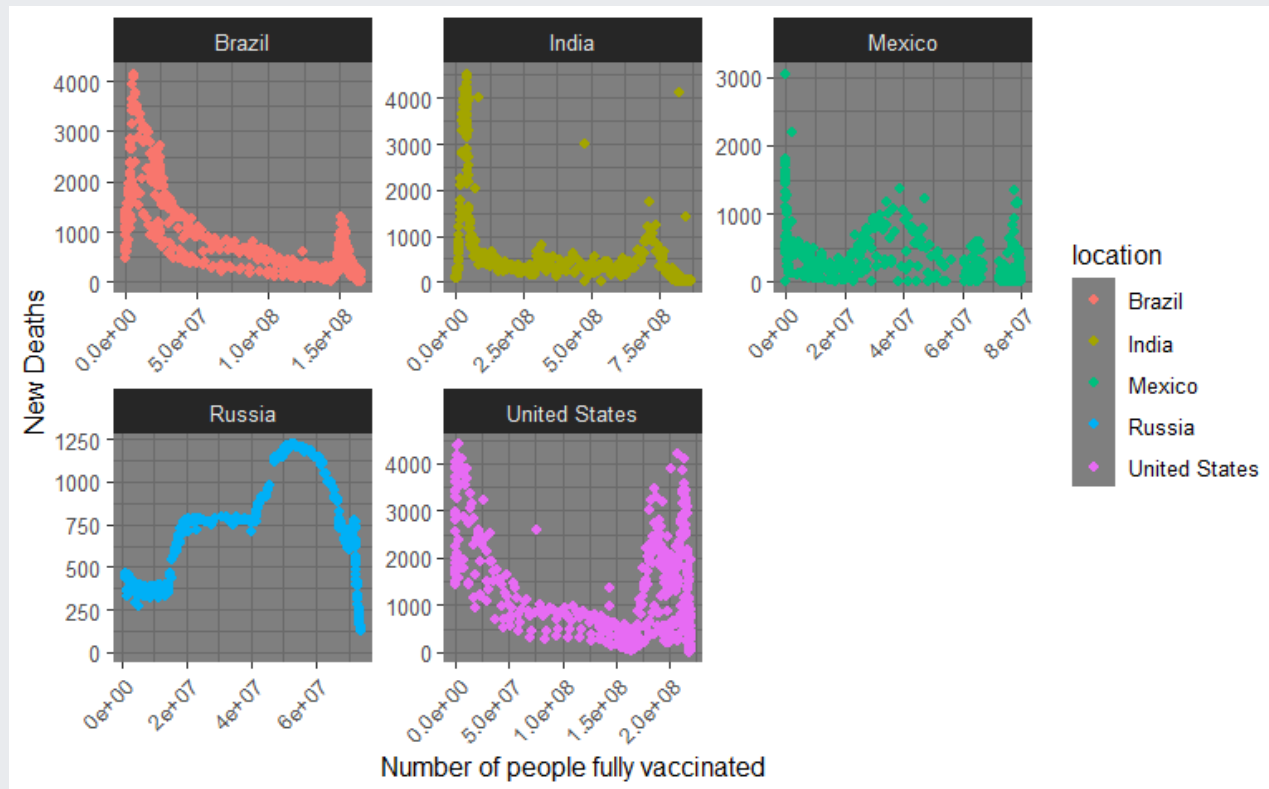 Brazil India Mexico
4000
3000
2000
1000
0
0.0e+00 5.0e+07 1.0e+08 1.5e+08
4000
3000
2000
1000
0
0.0e+00 2.5e+08 5.0e+08 7.5e+08
3000
2000
1000
0
0e+00 2e+07 4e+07 6e+07 8e+07
New Deaths
Russia United States
1250
1000
750
500
250
0
0e+00 2e+07 4e+07 6e+07
4000
3000
2000
1000
0
0.0e+00 5.0e+07 1.0e+08 1.5e+08 2.0e+08
Number of people fully vaccinated
location
Brazil
India
Mexico
Russia
United States